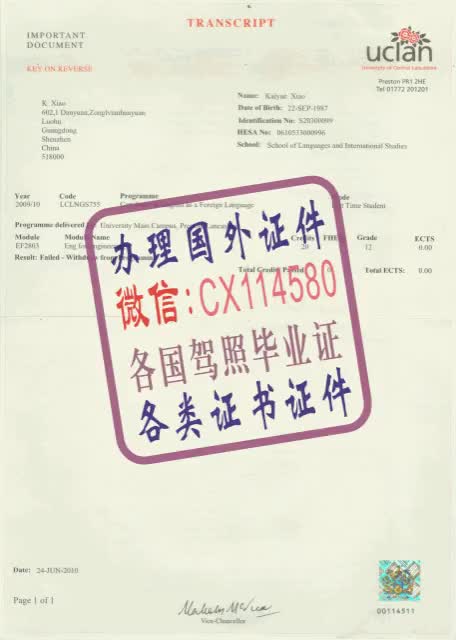 TRANSCRIPT
IMPORTANT
DOCUMENT
KEY ON REVERSE
uclan
University of Central Lancashire
Preston PR1 2HE
Tel 01772 201201
K Xiao
602,1 Danyuan,Zonglvianhuayuan
Luohu
Guangdong
Shenzhen
China
518000
Name: Kaiyue Xiao
Date of Birth: 22-SEP-1987
Identification No: S20300099
HESA No: 0610533000996
School: School of Languages and International Studies
Year Code Programme
2009/10 LCLNGS755 as a Foreign Language Time Student
Programme delivered University Main Campus,
Module Module Name Credits Grade ECTS
EF2803 Eng for 20 12 0.00
Result: Failed - from
Total Credits Total ECTS: 0.00
办理国外证件
微信:CX114580
各国驾照毕业证
各类证书证件
Date: 24-JUN-2010
Page 1 of 1
Vice-Chancellor
00114511